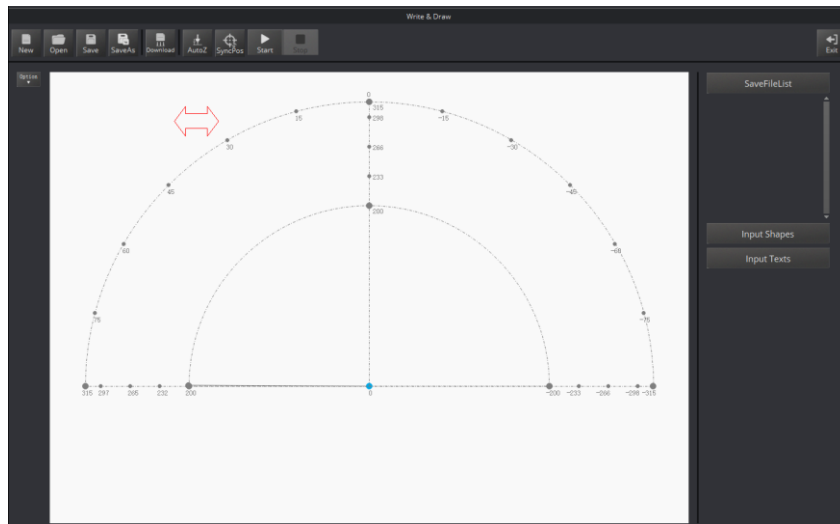 Write & Draw
New Open Save SaveAs Download AutoZ SyncPos Start Stop Exit
Option
SaveFileList
0
315
15 298 -15
30 266 -30
45 233 -45
200
60 -60
Input Shapes
Input Texts
75 -75
315 297 265 232 200 0 -200 -233 -266 -298 -315